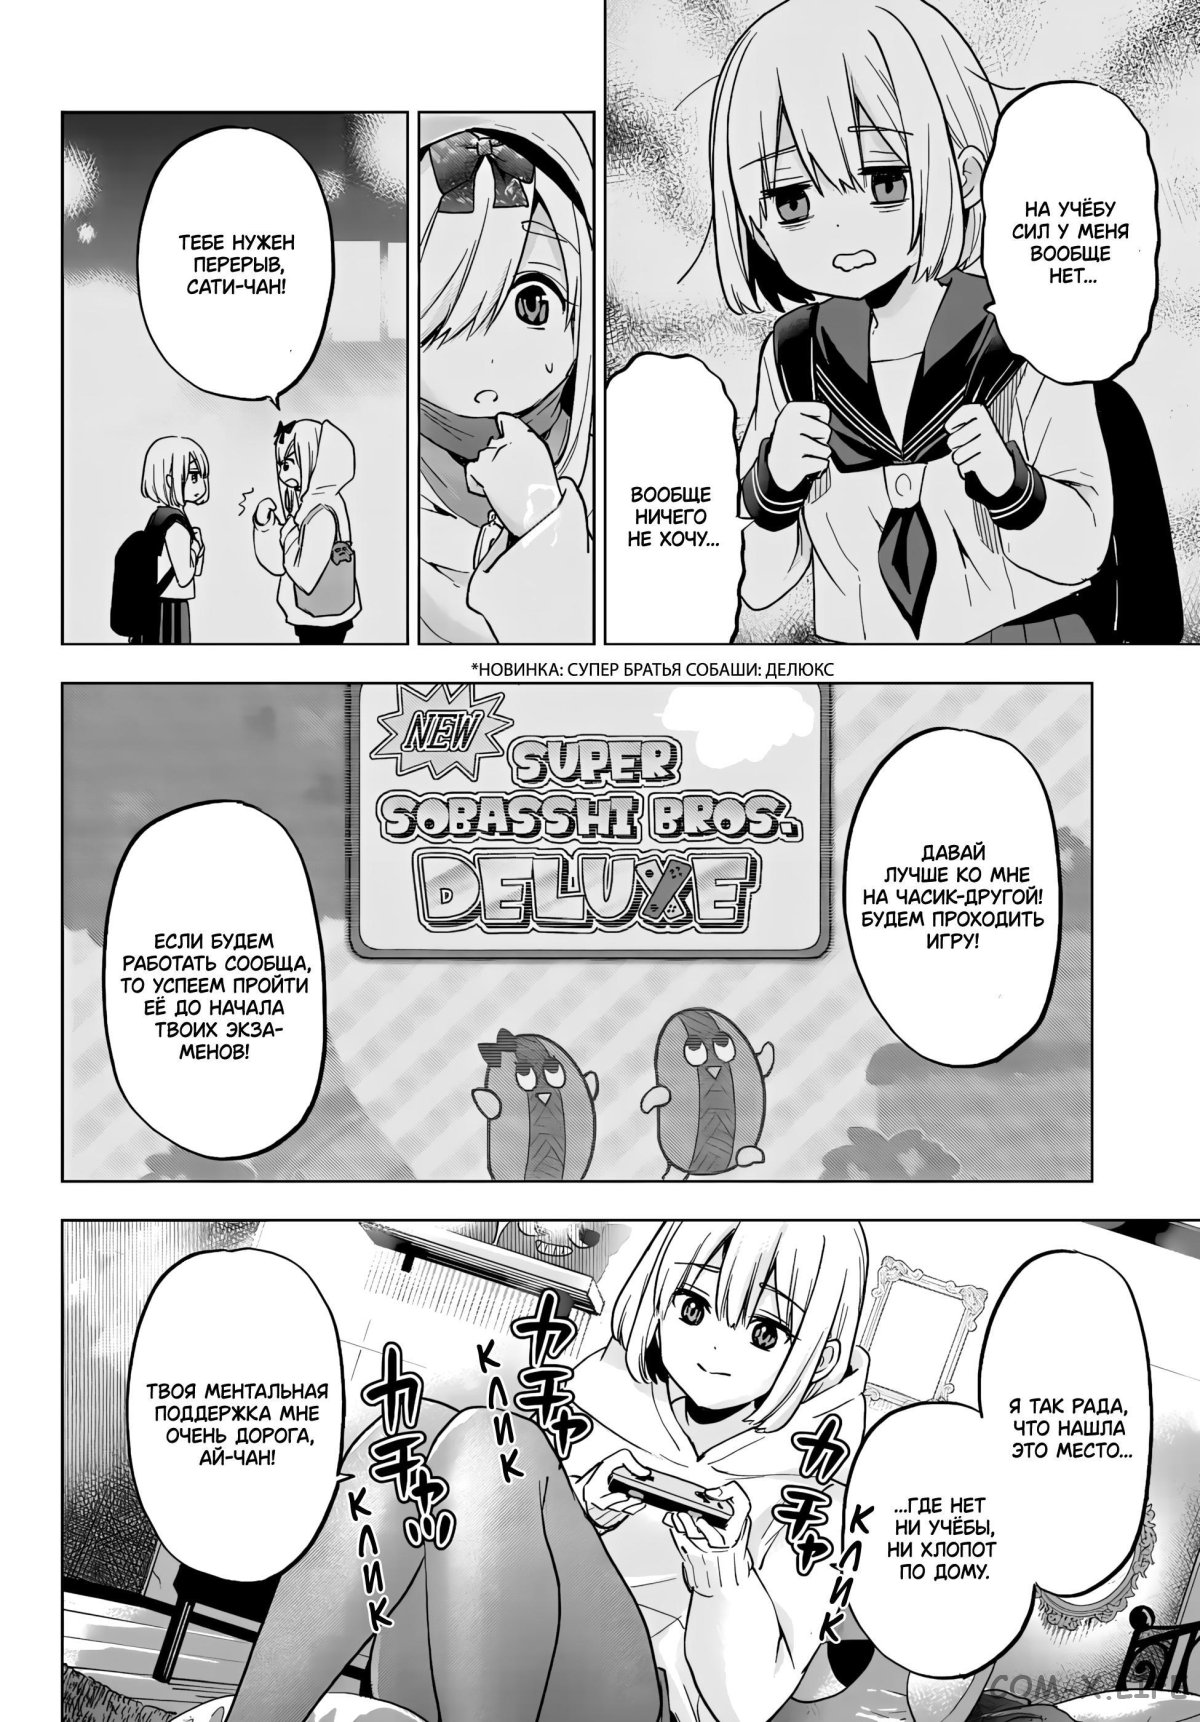 НА УЧЁБУ
СИЛ У МЕНЯ
ВООБЩЕ
НЕТ...
ВООБЩЕ
НИЧЕГО
НЕ ХОЧУ...
ТЕБЕ НУЖЕН
ПЕРЕРЫВ,
САТИ-ЧАН!
*НОВИНКА: СУПЕР БРАТЬЯ СОБАШИ: ДЕЛЮКС
NEW
SUPER
SOBASSHI BROS.
DELUXE
ДАВАЙ
ЛУЧШЕ КО МНЕ
НА ЧАСИК-ДРУГОЙ!
БУДЕМ ПРОХОДИТЬ
ИГРУ!
ЕСЛИ БУДЕМ
РАБОТАТЬ СООБЩА,
ТО УСПЕЕМ ПРОЙТИ
ЕЁ ДО НАЧАЛА
ТВОИХ ЭКЗА-
МЕНОВ!
Я ТАК РАДА,
ЧТО НАШЛА
ЭТО МЕСТО...
...ГДЕ НЕТ
НИ УЧЁБЫ,
НИ ХЛОПОТ
ПО ДОМУ.
カチャ
КЛИК
カチャ
КЛИК
カチャ!!!
КЛИК
ТВОЯ МЕНТАЛЬНАЯ
ПОДДЕРЖКА МНЕ
ОЧЕНЬ ДОРОГА,
АЙ-ЧАН!
COM-X.LIFE